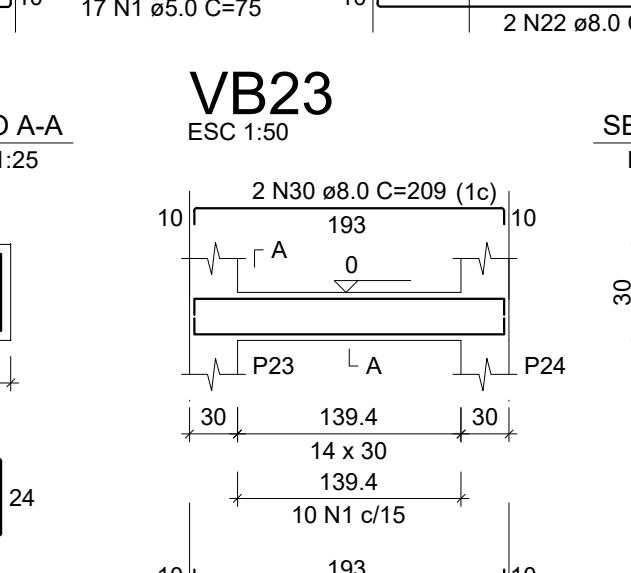 17 N1 ø5.0 C=75
2 N22 ø8.0
VB23
ESC 1:50
A-A
1:25
2 N30 ø8.0 C=209 (1c)
10
193
10
A
0
30
P23
A
P24
30
139.4
30
14 x 30
139.4
24
10 N1 c/15
193